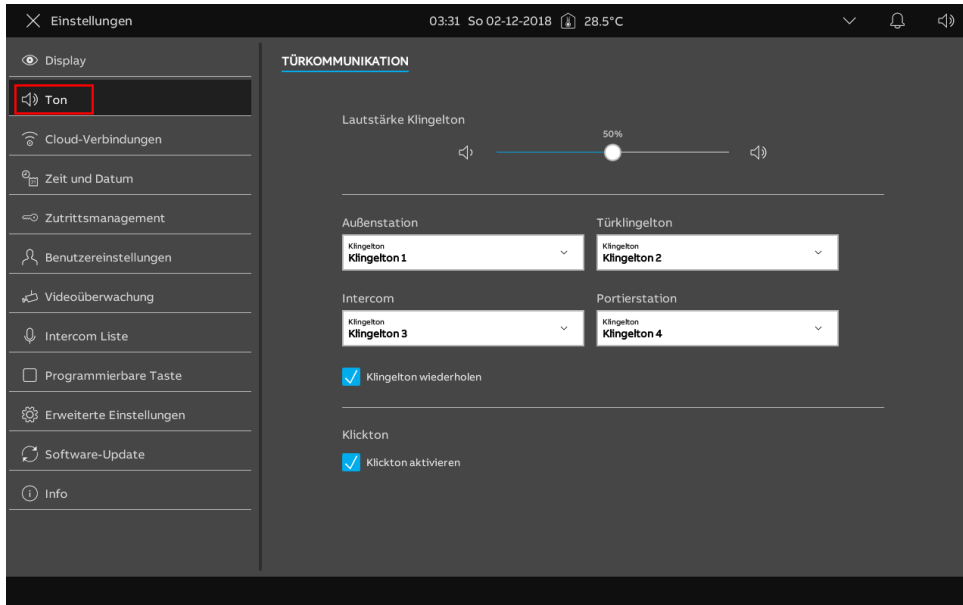 Einstellungen
03:31 So 02-12-2018 28.5°C
Display
Ton
Cloud-Verbindungen
Zeit und Datum
Zutrittsmanagement
Benutzereinstellungen
Videoüberwachung
Intercom Liste
Programmierbare Taste
Erweiterte Einstellungen
Software-Update
Info
TÜRKOMMUNIKATION
Lautstärke Klingelton
50%
Außenstation
Klingelton
Klingelton 1
Türklingelton
Klingelton
Klingelton 2
Intercom
Klingelton
Klingelton 3
Portierstation
Klingelton
Klingelton 4
Klingelton wiederholen
Klickton
Klickton aktivieren